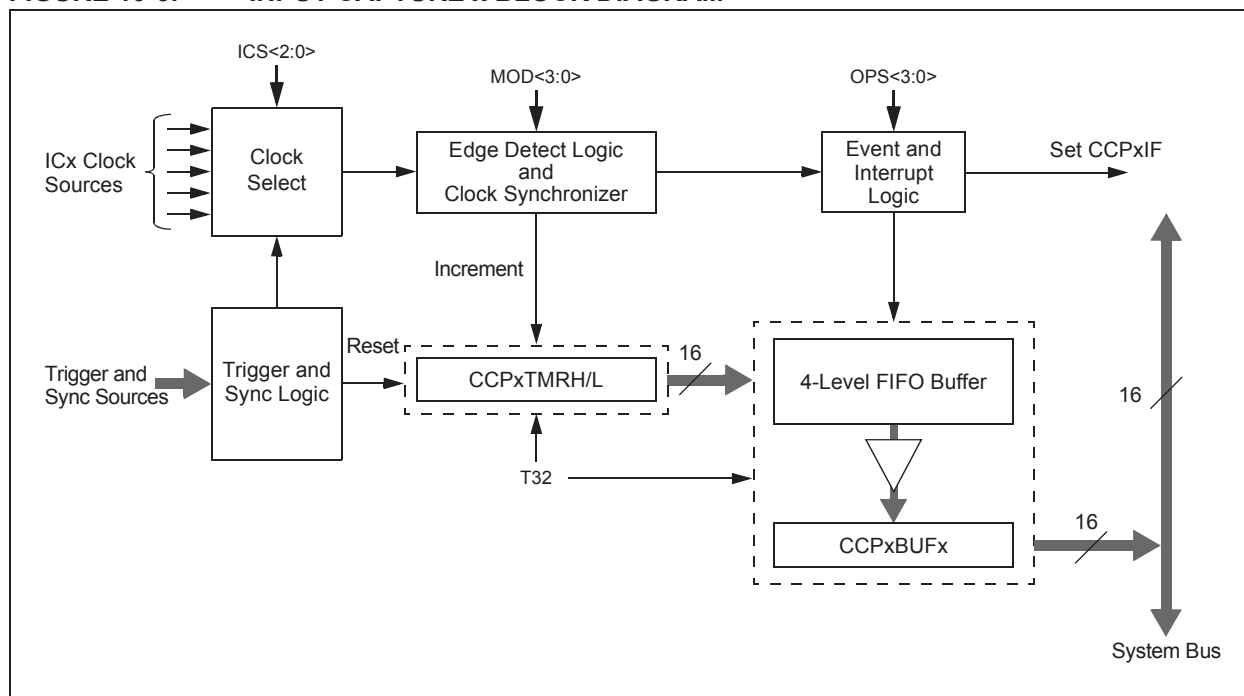 ICS<2:0>
MOD<3:0>
OPS<3:0>
ICx Clock
Sources
Clock
Select
Edge Detect Logic
and
Clock Synchronizer
Event and
Interrupt
Logic
Set CCPxIF
Increment
Reset
Trigger and
Sync Sources
Trigger and
Sync Logic
CCPxTMRH/L
16
4-Level FIFO Buffer
16
T32
CCPxBUFx
16
System Bus